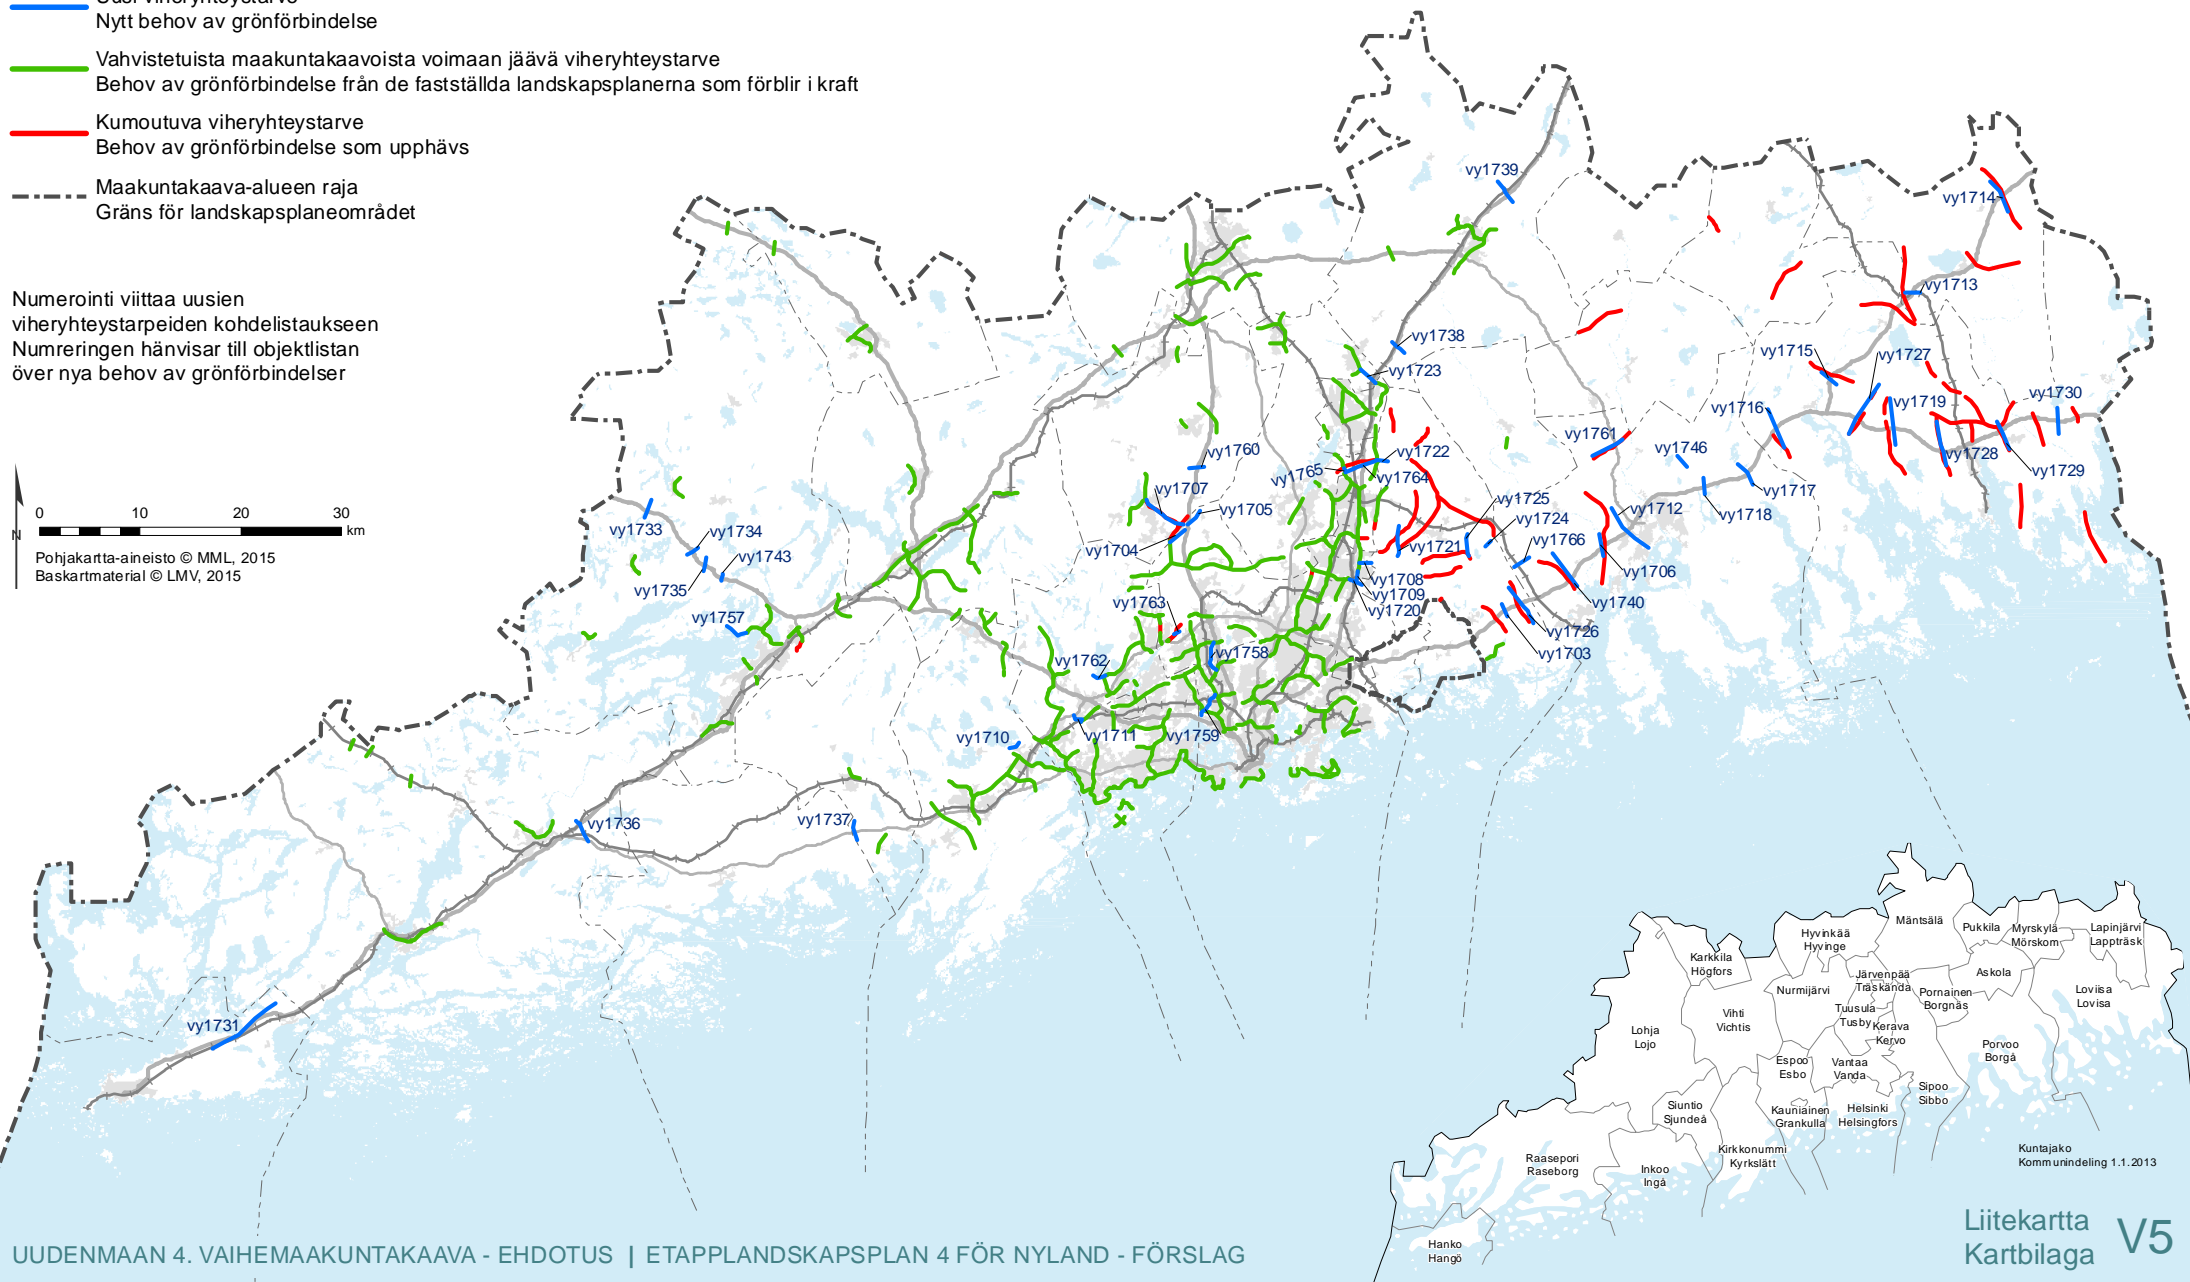 Uusi viheryhteystarve
Nytt behov av grönförbindelse
Vahvistetuista maakuntakaavoista voimaan jäävä viheryhteystarve
Behov av grönförbindelse från de fastställda landskapsplanerna som förblir i kraft
Kumoutuva viheryhteystarve
Behov av grönförbindelse som upphävs
Maakuntakaava-alueen raja
Gräns för landskapsplaneområdet
Numerointi viittaa uusien
viheryhteystarpeiden kohdelistaukseen
Numreringen hänvisar till objektlistan
över nya behov av grönförbindelser
0 10 20 30
km
N
Pohjakartta-aineisto © MML, 2015
Baskartmaterial © LMV, 2015
vy1739
vy1714
vy1713
vy1738
vy1715
vy1727
vy1723
vy1730
vy1716
vy1719
vy1761
vy1760
vy1722
vy1746
vy1728
vy1765
vy1764
vy1729
vy1707
vy1717
vy1725
vy1705
vy1712
vy1718
vy1724
vy1733
vy1734
vy1766
vy1704
vy1721
vy1743
vy1706
vy1708
vy1735
vy1709
vy1763
vy1740
vy1720
vy1757
vy1726
vy1758
vy1703
vy1762
vy1710
vy1711
vy1759
vy1736
vy1737
vy1731
Mäntsälä
Pukkila
Myrskylä
Mörskom
Lapinjärvi
Lappträsk
Hyvinkää
Hyvinge
Karkkila
Högfors
Askola
Järvenpää
Träskända
Nurmijärvi
Pornainen
Borgnäs
Loviisa
Lovisa
Vihti
Vichtis
Tuusula
Tusby
Kerava
Kervo
Lohja
Lojo
Porvoo
Borgå
Espoo
Esbo
Vantaa
Vanda
Sipoo
Sibbo
Siuntio
Sjundeå
Kauniainen
Grankulla
Helsinki
Helsingfors
Kirkkonummi
Kyrkslätt
Raasepori
Raseborg
Inkoo
Ingå
Hanko
Hangö
Kuntajako
Kommunindeling 1.1.2013
UUDENMAAN 4. VAIHEMAAKUNTAKAAVA - EHDOTUS | ETAPPLANDSKAPSPLAN 4 FÖR NYLAND - FÖRSLAG
Liitekartta
Kartbilaga
V5